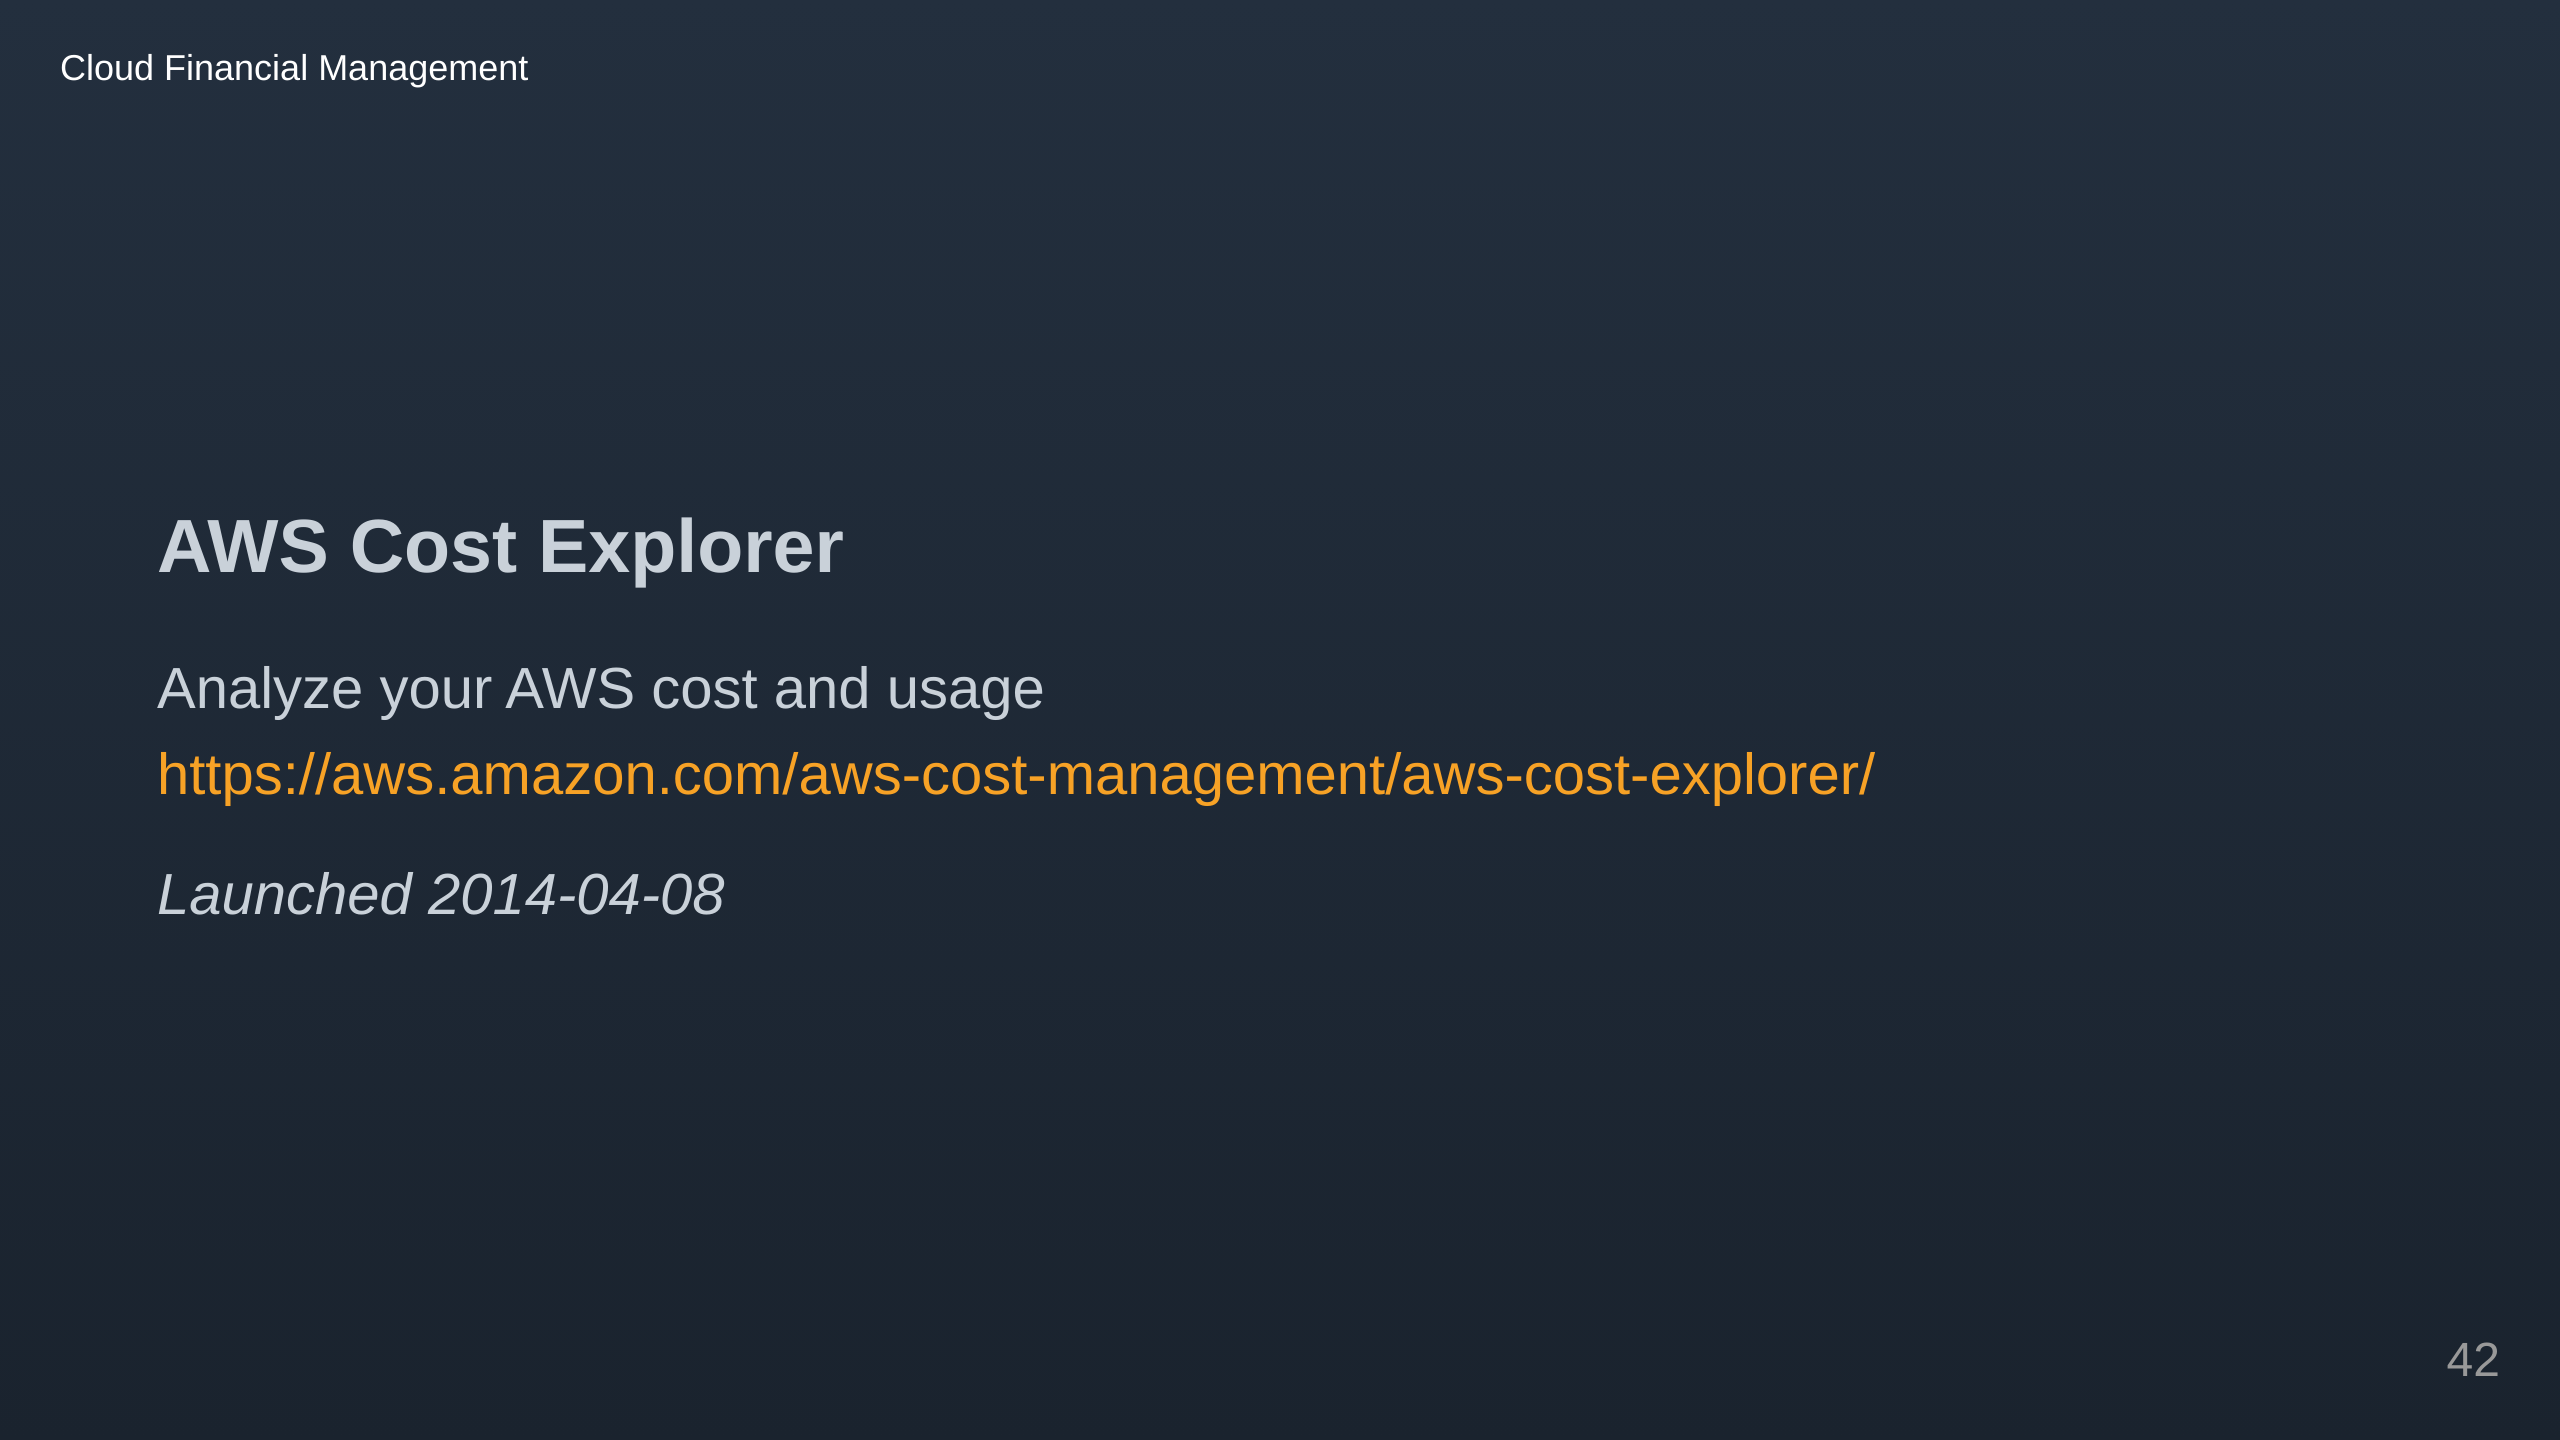 Cloud Financial Management
AWS Cost Explorer
Analyze your AWS cost and usage
https://aws.amazon.com/aws-cost-management/aws-cost-explorer/
Launched 2014-04-08
42